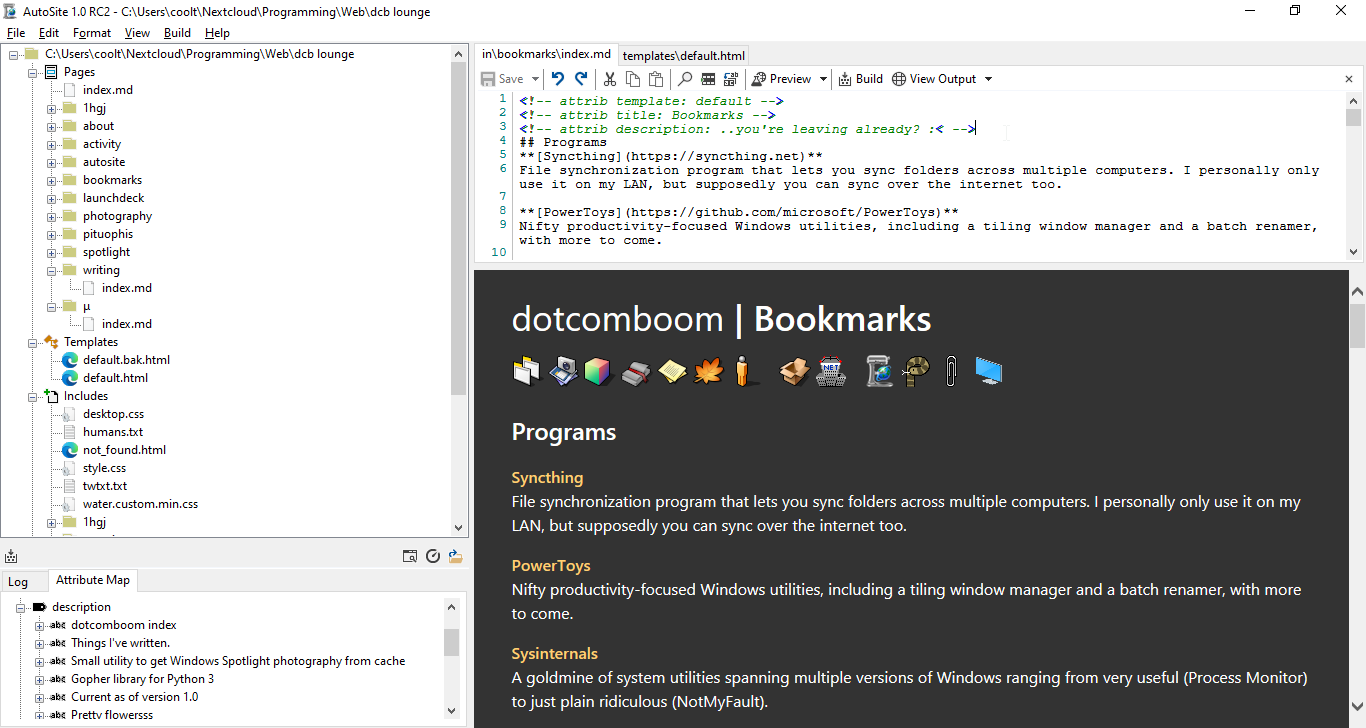 AutoSite 1.0 RC2 - C:\Users\coolt\Nextcloud\Programming\Web\dcb lounge
File Edit Format View Build Help
C:\Users\coolt\Nextcloud\Programming\Web\dcb lounge
Pages
index.md
1hgj
about
activity
autosite
bookmarks
launchdeck
photography
pituophis
spotlight
writing
index.md
µ
index.md
Templates
default.bak.html
default.html
Includes
desktop.css
humans.txt
not_found.html
style.css
twtxt.txt
water.custom.min.css
1hgj
Log Attribute Map
description
abc dotcomboom index
abc Things I've written.
abc Small utility to get Windows Spotlight photography from cache
abc Gopher library for Python 3
abc Current as of version 1.0
abc Pretty flowersss
in\bookmarks\index.md templates\default.html
Save Preview Build View Output
1 <!-- attrib template: default -->
2 <!-- attrib title: Bookmarks -->
3 <!-- attrib description: ..you're leaving already? :< -->
4 ## Programs
5 **[Syncthing](https://syncthing.net)**
6 File synchronization program that lets you sync folders across multiple computers. I personally only
use it on my LAN, but supposedly you can sync over the internet too.
7
8 **[PowerToys](https://github.com/microsoft/PowerToys)**
9 Nifty productivity-focused Windows utilities, including a tiling window manager and a batch renamer,
with more to come.
10
dotcomboom | Bookmarks
.NET
Programs
Syncthing
File synchronization program that lets you sync folders across multiple computers. I personally only use it on my
LAN, but supposedly you can sync over the internet too.
PowerToys
Nifty productivity-focused Windows utilities, including a tiling window manager and a batch renamer, with more
to come.
Sysinternals
A goldmine of system utilities spanning multiple versions of Windows ranging from very useful (Process Monitor)
to just plain ridiculous (NotMyFault).